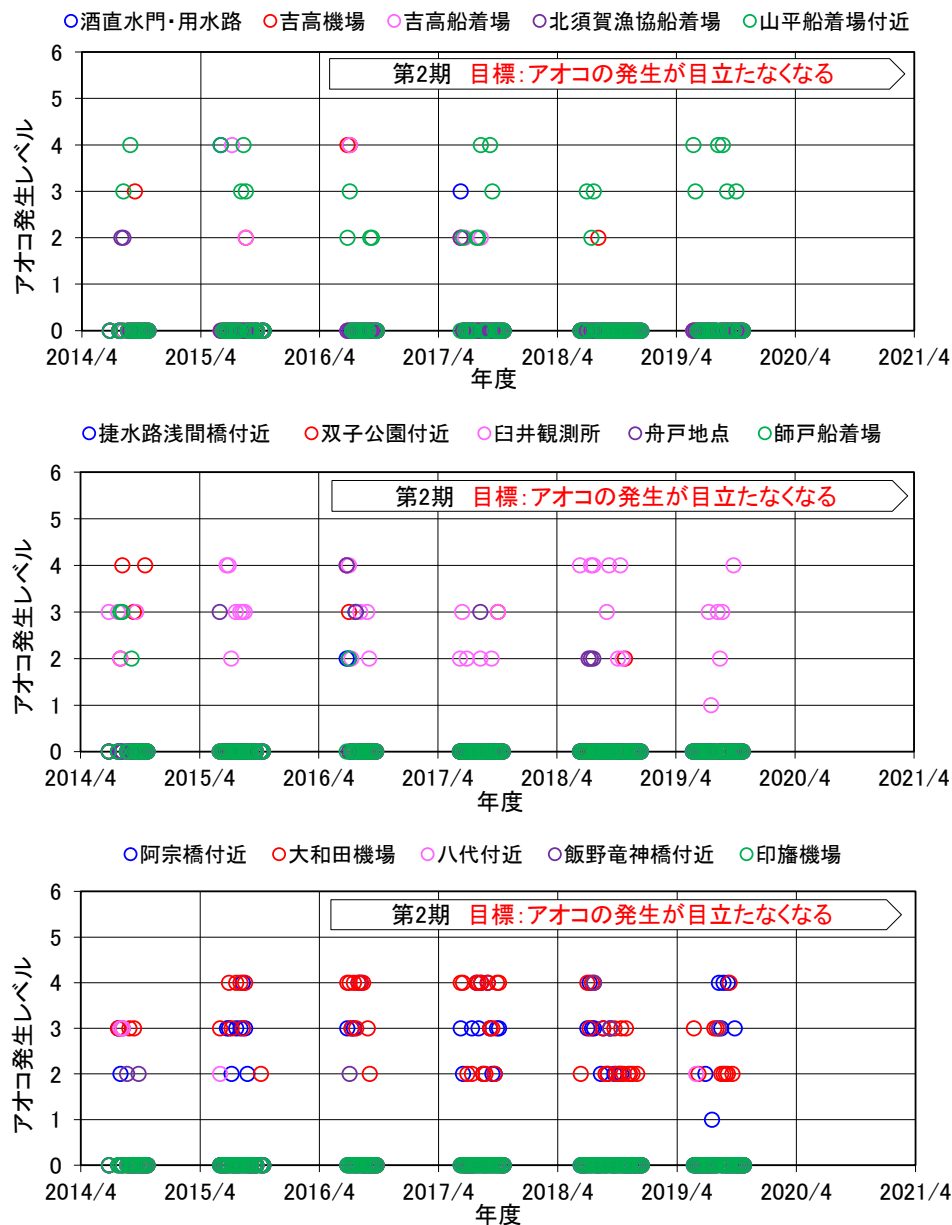 酒直水門・用水路 吉高機場 吉高船着場 北須賀漁協船着場 山平船着場付近
6
第2期 目標：アオコの発生が目立たなくなる
5
4
3
2
1
0
アオコ発生レベル
2014/4 2015/4 2016/4 2017/4 2018/4 2019/4 2020/4 2021/4
年度
捷水路浅間橋付近 双子公園付近 臼井観測所 舟戸地点 師戸船着場
6
第2期 目標：アオコの発生が目立たなくなる
5
4
3
2
1
0
アオコ発生レベル
2014/4 2015/4 2016/4 2017/4 2018/4 2019/4 2020/4 2021/4
年度
阿宗橋付近 大和田機場 八代付近 飯野竜神橋付近 印旛機場
6
第2期 目標：アオコの発生が目立たなくなる
5
4
3
2
1
0
アオコ発生レベル
2014/4 2015/4 2016/4 2017/4 2018/4 2019/4 2020/4 2021/4
年度